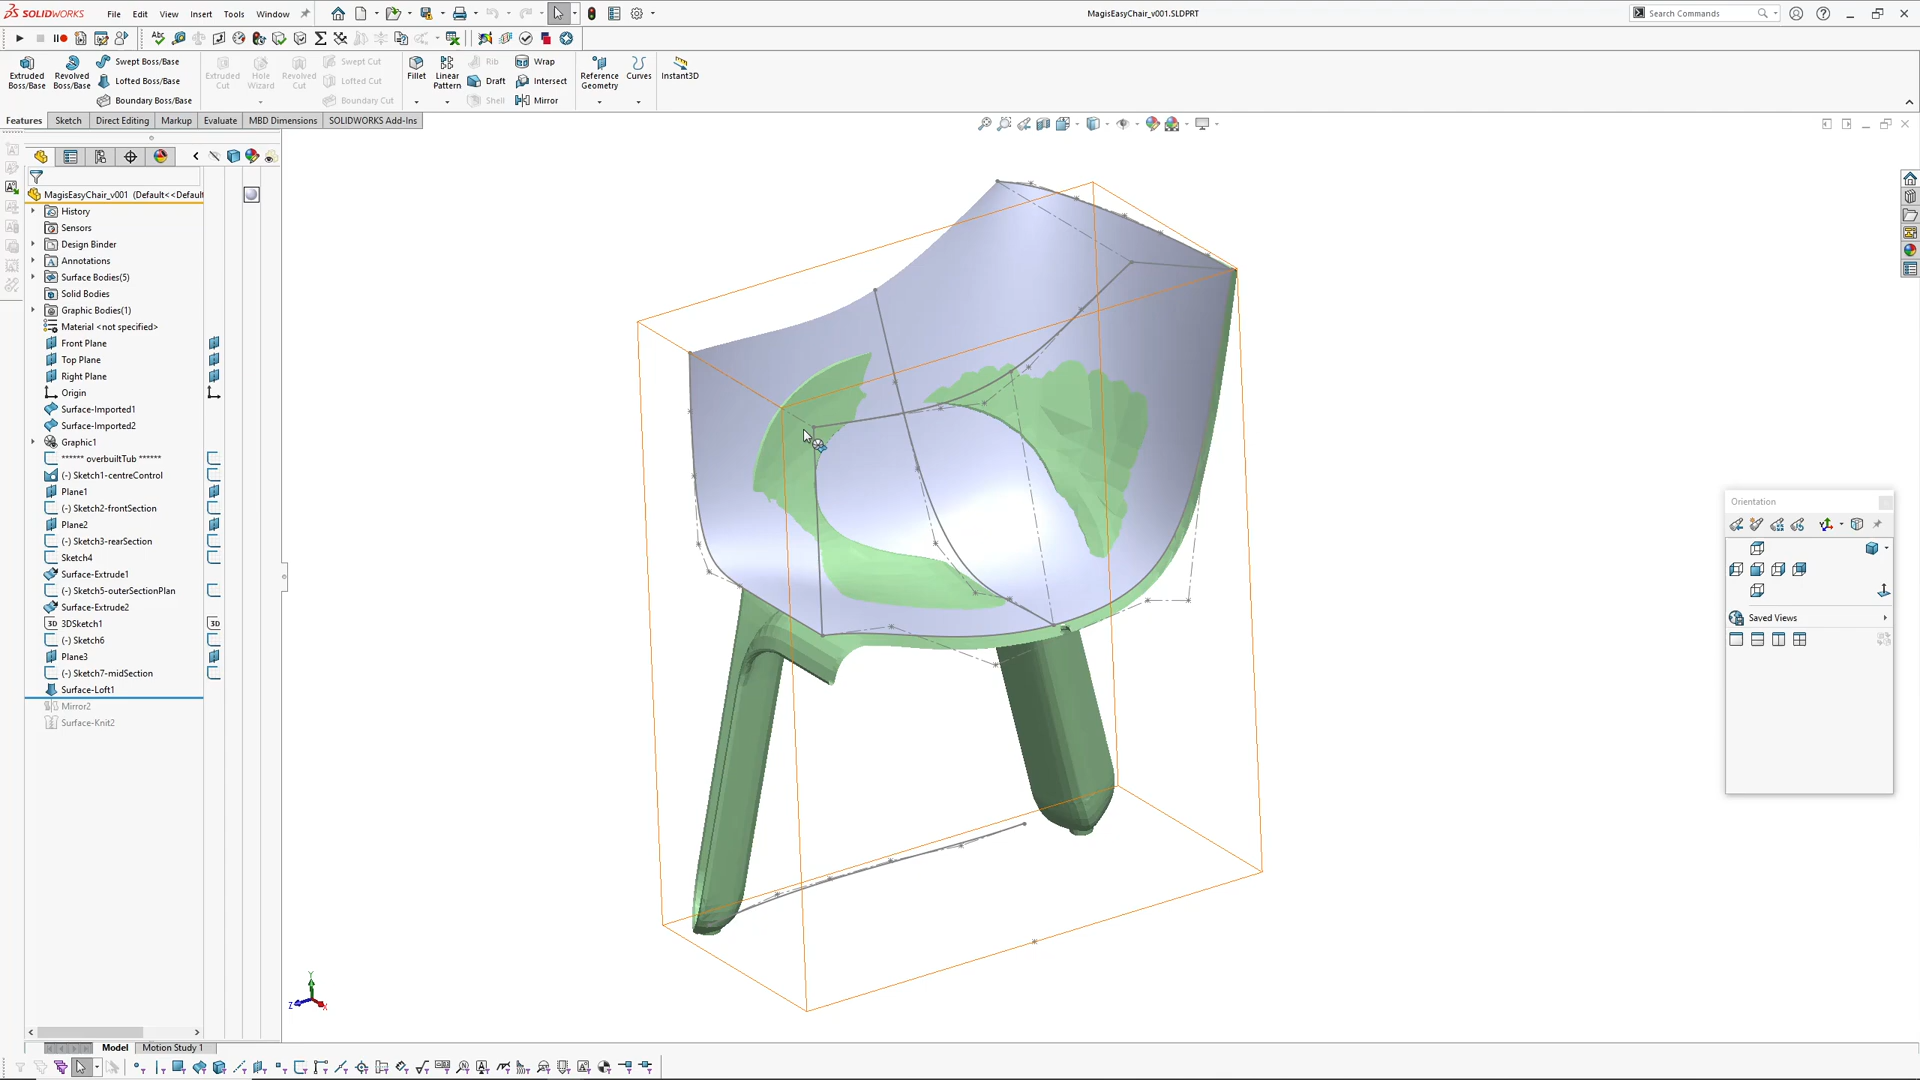 SOLIDWORKS File Edit View Insert Tools Window MagisEasyChair_v001.SLDPRT Search Commands
Extruded Boss/Base
Revolved Boss/Base
Swept Boss/Base
Lofted Boss/Base
Boundary Boss/Base
Extruded Cut
Hole Wizard
Revolved Cut
Swept Cut
Lofted Cut
Boundary Cut
Fillet
Linear Pattern
Rib
Draft
Shell
Wrap
Intersect
Mirror
Reference Geometry
Curves
Instant3D
Features Sketch Direct Editing Markup Evaluate MBD Dimensions SOLIDWORKS Add-Ins
MagisEasyChair_v001 (Default<<Default
History
Sensors
Design Binder
Annotations
Surface Bodies(5)
Solid Bodies
Graphic Bodies(1)
Material <not specified>
Front Plane
Top Plane
Right Plane
Origin
Surface-Imported1
Surface-Imported2
Graphic1
****** overbuiltTub ******
(-) Sketch1-centreControl
Plane1
(-) Sketch2-frontSection
Plane2
(-) Sketch3-rearSection
Sketch4
Surface-Extrude1
(-) Sketch5-outerSectionPlan
Surface-Extrude2
3D 3DSketch1 3D
(-) Sketch6
Plane3
(-) Sketch7-midSection
Surface-Loft1
Mirror2
Surface-Knit2
Orientation
Saved Views
Y
Z
X
Model Motion Study 1